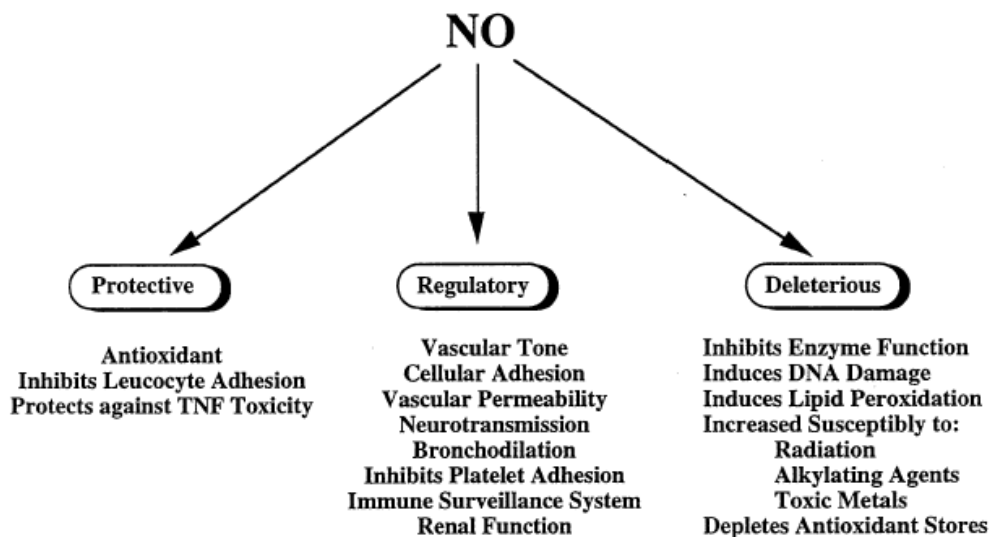 NO
Protective
Antioxidant
Inhibits Leucocyte Adhesion
Protects against TNF Toxicity
Regulatory
Vascular Tone
Cellular Adhesion
Vascular Permeability
Neurotransmission
Bronchodilation
Inhibits Platelet Adhesion
Immune Surveillance System
Renal Function
Deleterious
Inhibits Enzyme Function
Induces DNA Damage
Induces Lipid Peroxidation
Increased Susceptibly to:
Radiation
Alkylating Agents
Toxic Metals
Depletes Antioxidant Stores